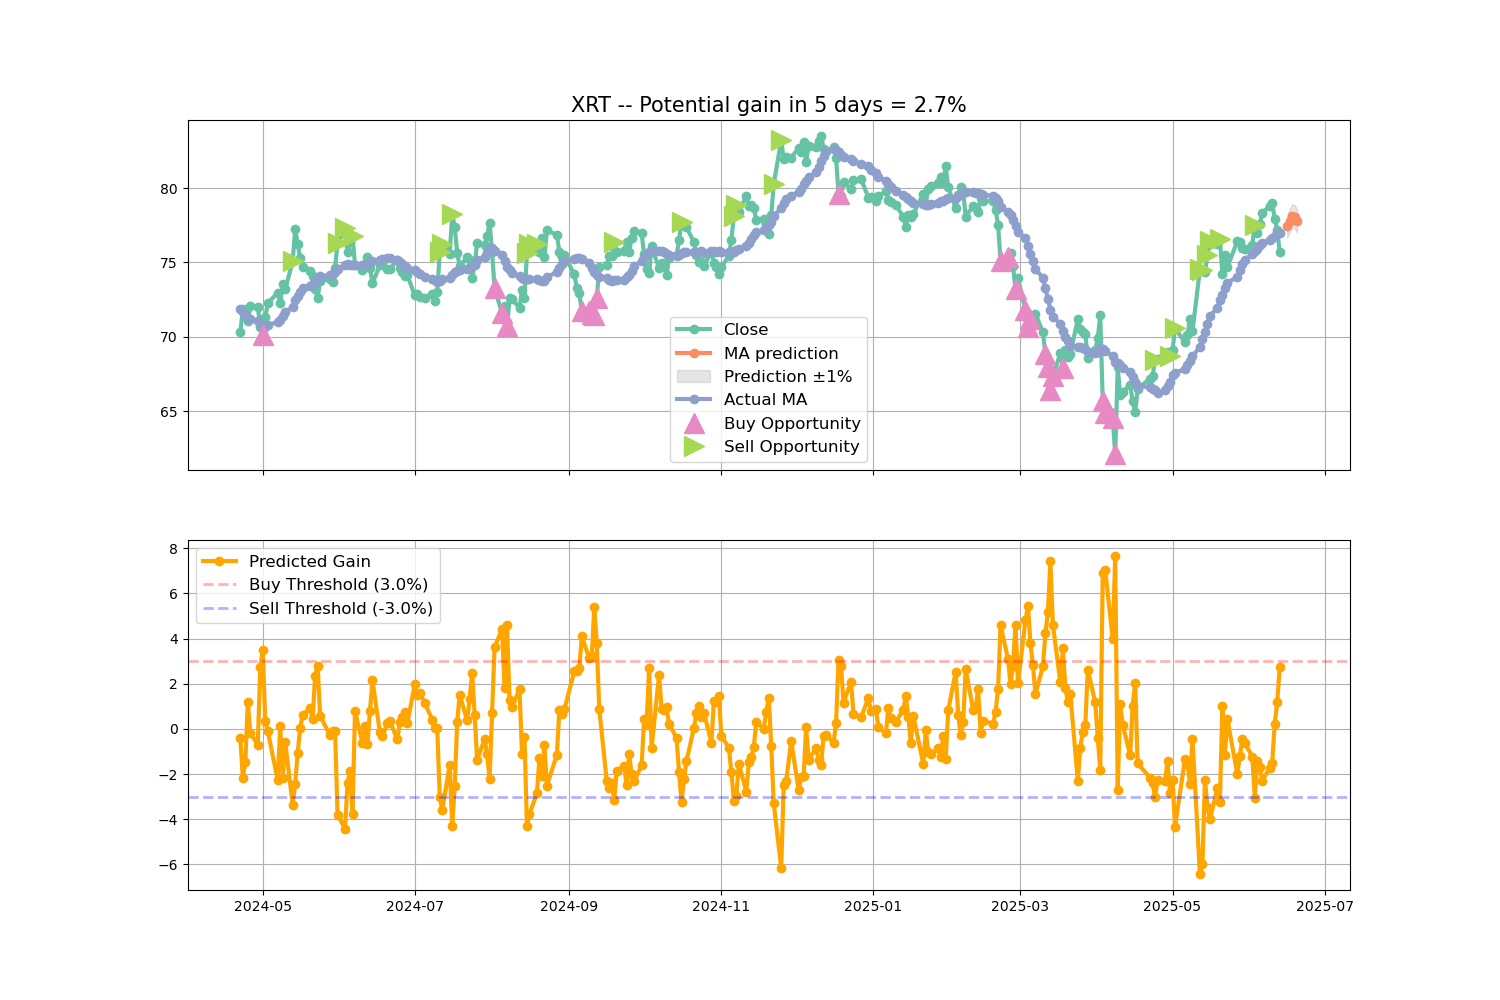 XRT -- Potential gain in 5 days = 2.7%
80
75
70
65
Close
MA prediction
Prediction ±1%
Actual MA
Buy Opportunity
Sell Opportunity
8
6
4
2
0
−2
−4
−6
Predicted Gain
Buy Threshold (3.0%)
Sell Threshold (-3.0%)
2024-05
2024-07
2024-09
2024-11
2025-01
2025-03
2025-05
2025-07